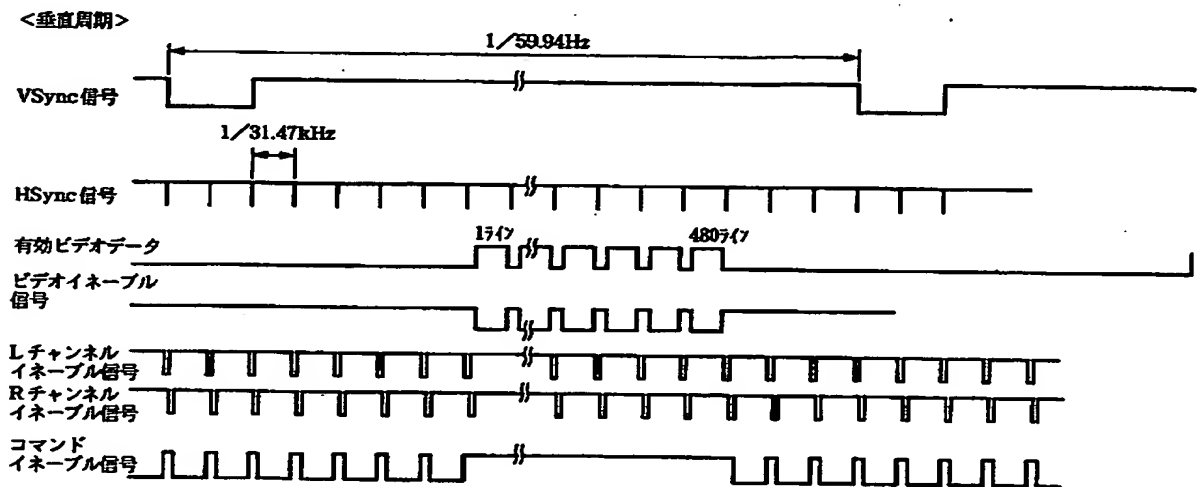 <垂直周期>
1/59.94Hz
VSync信号
1/31.47kHz
HSync信号
有効ビデオデータ
1ライン
480ライン
ビデオイネーブル
信号
Lチャンネル
イネーブル信号
Rチャンネル
イネーブル信号
コマンド
イネーブル信号